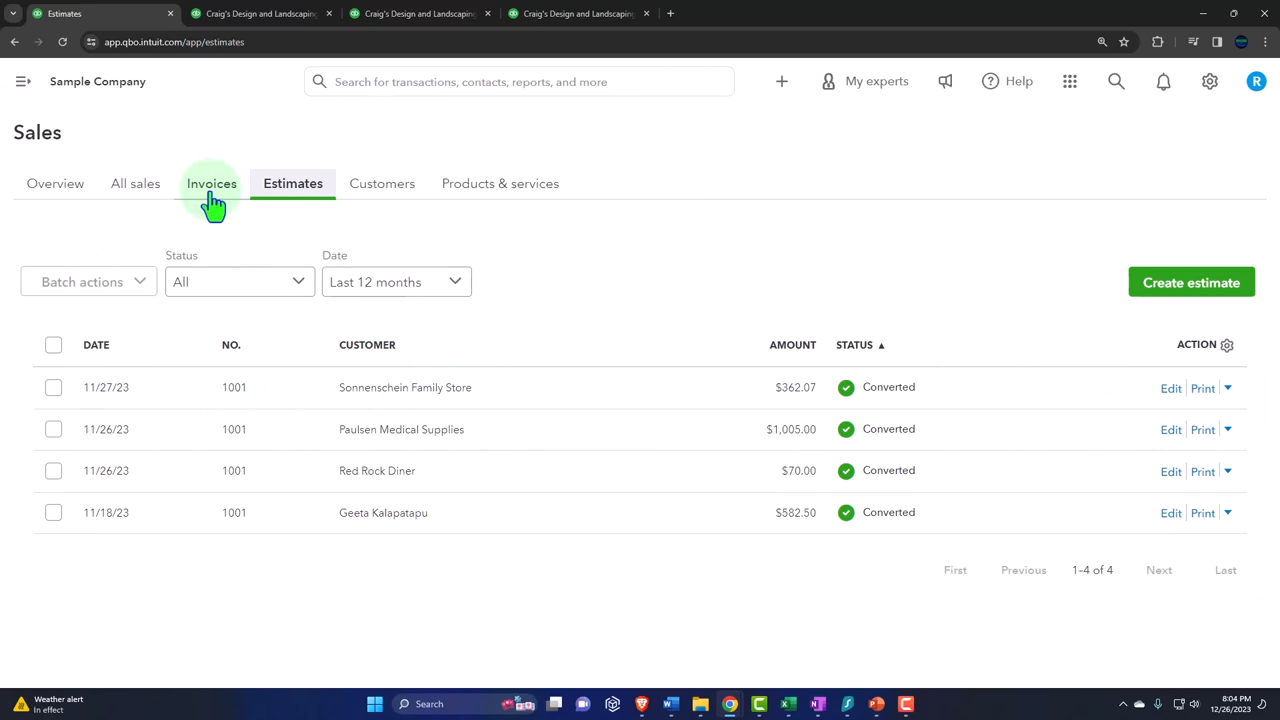 Estimates
Craig's Design and Landscaping
Craig's Design and Landscaping
Craig's Design and Landscaping
app.qbo.intuit.com/app/estimates
Sample Company
Search for transactions, contacts, reports, and more
My experts
Help
R
Sales
Overview
All sales
Invoices
Estimates
Customers
Products & services
Status
Date
Batch actions
All
Last 12 months
Create estimate
DATE NO. CUSTOMER AMOUNT STATUS ▲ ACTION
11/27/23 1001 Sonnenschein Family Store $362.07 Converted Edit Print
11/26/23 1001 Paulsen Medical Supplies $1,005.00 Converted Edit Print
11/26/23 1001 Red Rock Diner $70.00 Converted Edit Print
11/18/23 1001 Geeta Kalapatapu $582.50 Converted Edit Print
First Previous 1–4 of 4 Next Last
Weather alert
In effect
Search
8:04 PM
12/26/2023